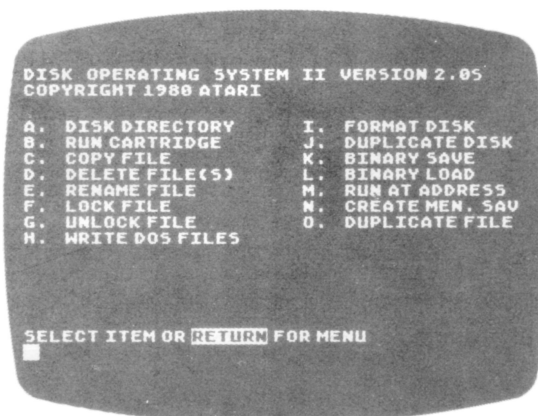 DISK OPERATING SYSTEM II VERSION 2.0S
COPYRIGHT 1980 ATARI
A. DISK DIRECTORY
B. RUN CARTRIDGE
C. COPY FILE
D. DELETE FILE(S)
E. RENAME FILE
F. LOCK FILE
G. UNLOCK FILE
H. WRITE DOS FILES
I. FORMAT DISK
J. DUPLICATE DISK
K. BINARY SAVE
L. BINARY LOAD
M. RUN AT ADDRESS
N. CREATE MEN. SAV
O. DUPLICATE FILE
SELECT ITEM OR RETURN FOR MENU